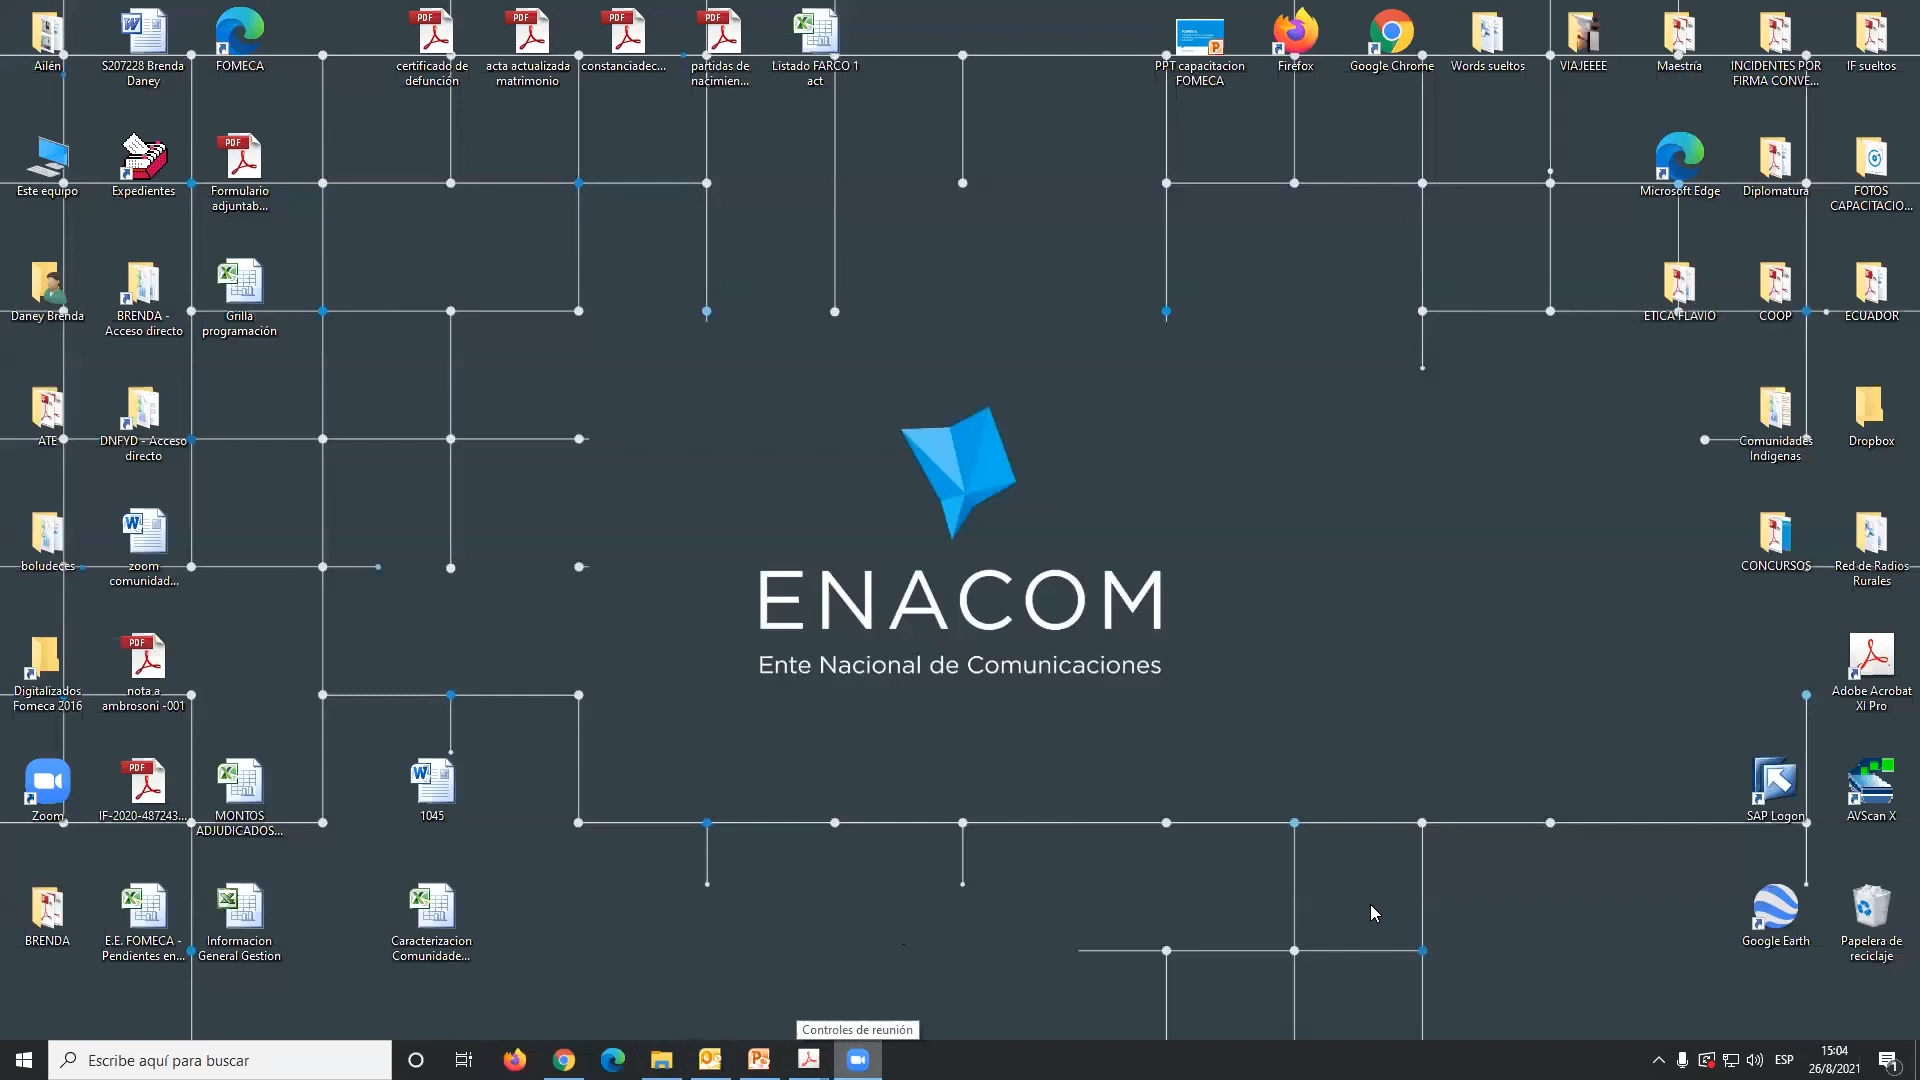 Ailén
S207228 Brenda
Daney
FOMECA
certificado de
defunción
acta actualizada
matrimonio
constanciadec...
partidas de
nacimien...
Listado FARCO 1
act
PPT capacitacion
FOMECA
Firefox
Google Chrome
Words sueltos
VIAJEEEE
Maestría
INCIDENTES POR
FIRMA CONVE...
IF sueltos
Este equipo
Expedientes
Formulario
adjuntab...
Microsoft Edge
Diplomatura
FOTOS
CAPACITACIO...
Daney Brenda
BRENDA -
Acceso directo
Grilla
programación
ETICA FLAVIO
COOP
ECUADOR
ATE
DNFYD - Acceso
directo
Comunidades
Indigenas
Dropbox
boludeces
zoom
comunidad...
CONCURSOS
Red de Radios
Rurales
ENACOM
Ente Nacional de Comunicaciones
Digitalizados
Fomeca 2016
nota a
ambrosoni -001
Adobe Acrobat
XI Pro
Zoom
IF-2020-487243...
MONTOS
ADJUDICADOS...
1045
SAP Logon
AVScan X
BRENDA
E.E. FOMECA -
Pendientes en...
Informacion
General Gestion
Caracterizacion
Comunidade...
Google Earth
Papelera de
reciclaje
Controles de reunión
Escribe aquí para buscar
ESP
15:04
26/8/2021
1